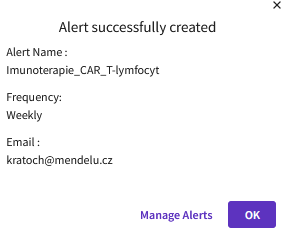 Alert successfully created
Alert Name :
Imunoterapie_CAR_T-lymfocyt
Frequency:
Weekly
Email :
kratoch@mendelu.cz
Manage Alerts
OK